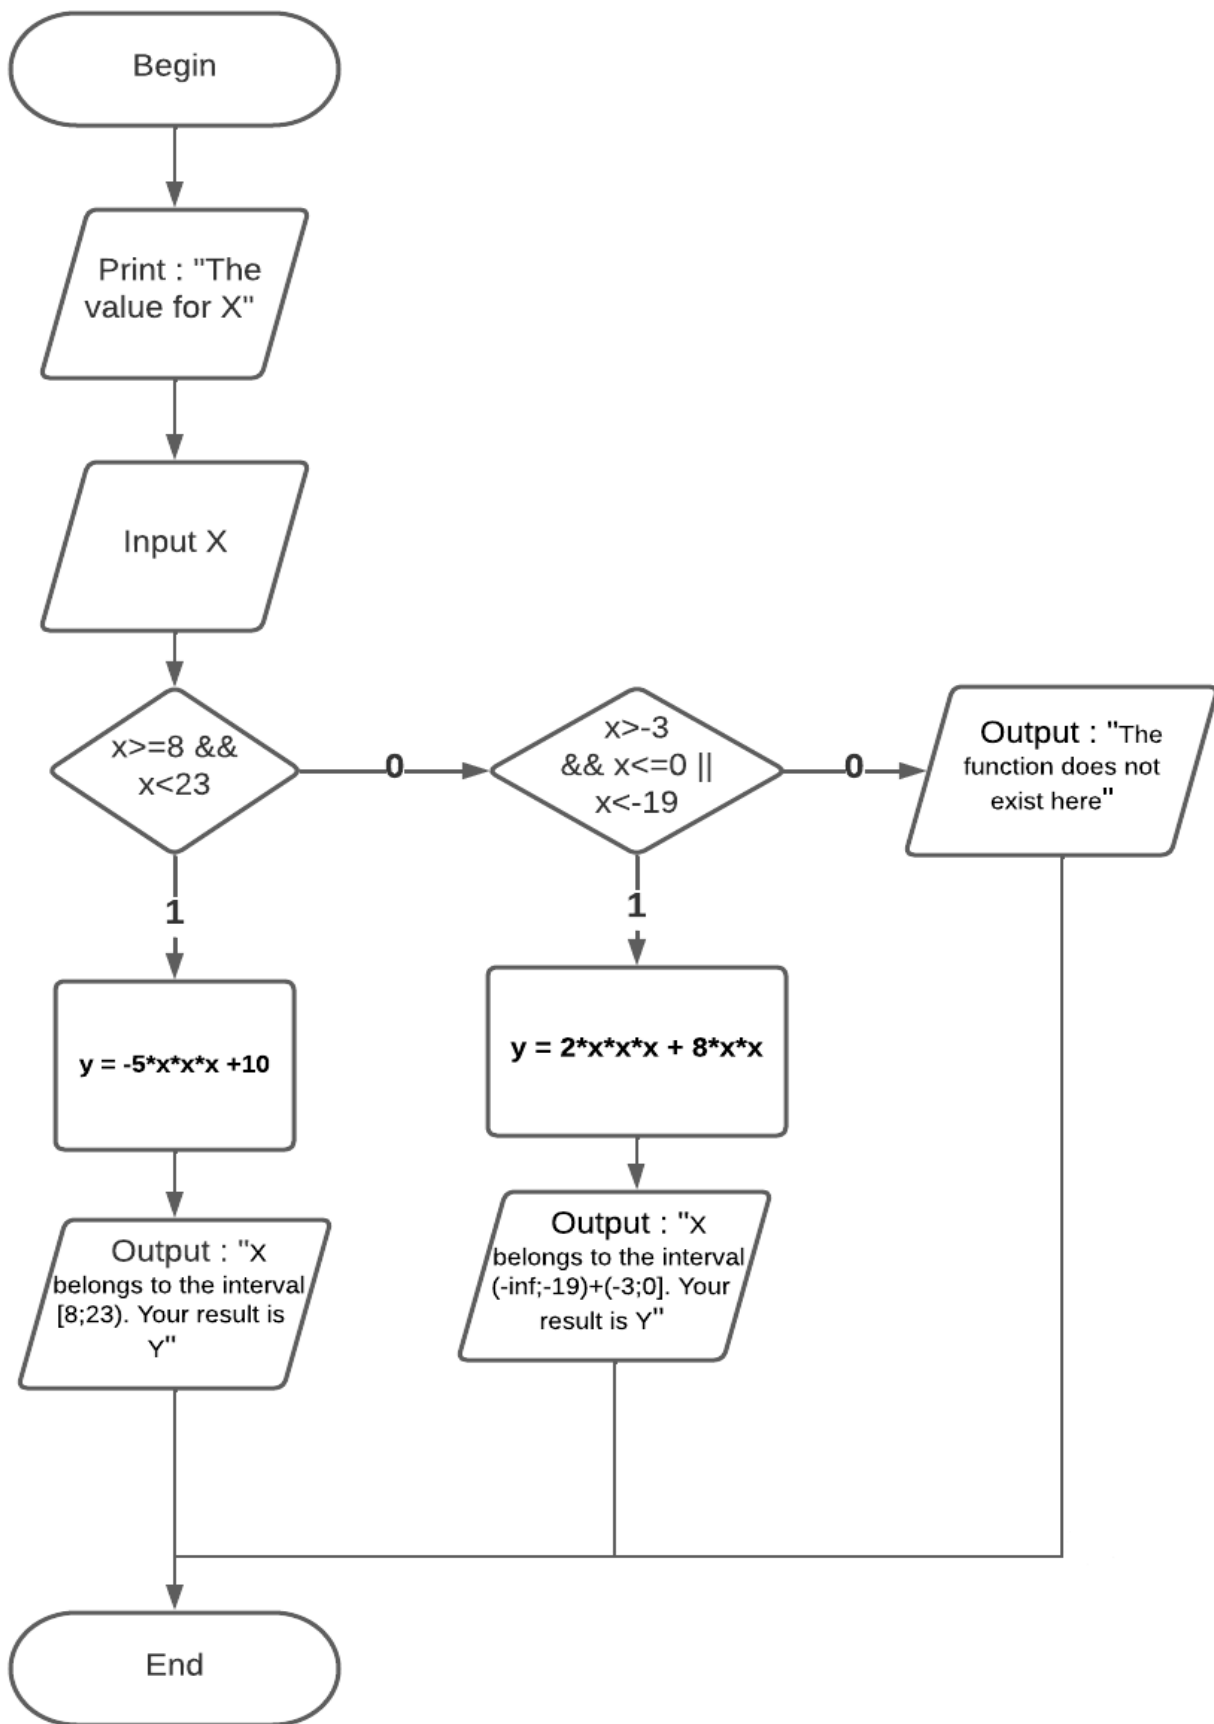 Begin
Print : "The
value for X"
Input X
x>=8 &&
x<23
0
x>-3
&& x<=0 ||
x<-19
0
Output : "The
function does not
exist here"
1
1
y = -5*x*x*x +10
y = 2*x*x*x + 8*x*x
Output : "x
belongs to the interval
[8;23). Your result is
Y"
Output : "x
belongs to the interval
(-inf;-19)+(-3;0]. Your
result is Y"
End